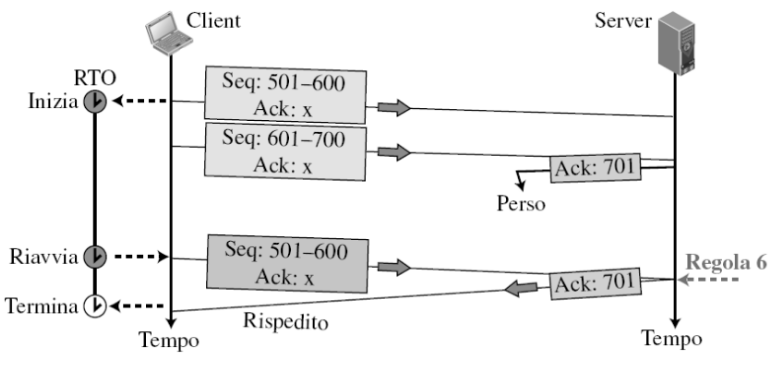 Client
Server
RTO
Inizia
Seq: 501–600
Ack: x
Seq: 601–700
Ack: x
Ack: 701
Perso
Riavvia
Seq: 501–600
Ack: x
Regola 6
Ack: 701
Termina
Rispedito
Tempo
Tempo